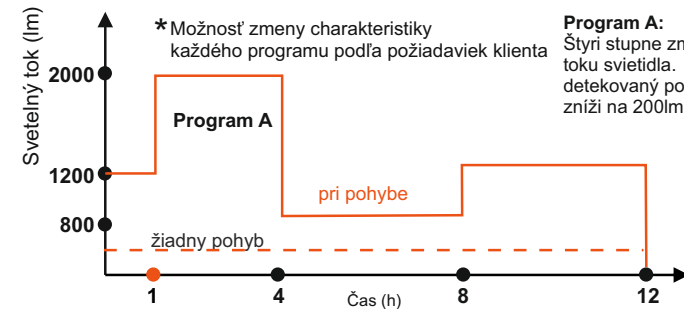 Svetelný tok (lm)
*Možnosť zmeny charakteristiky
každého programu podľa požiadaviek klienta
Program A:
Štyri stupne
toku svietidla.
detekovaný
zníži na 200lm
2000
1200
800
Program A
pri pohybe
žiadny pohyb
1
4
8
12
Čas (h)